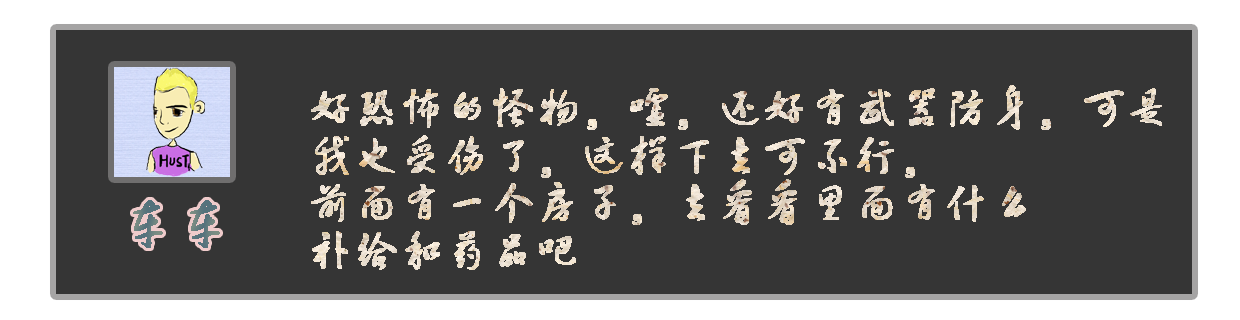 HUST
车车
好恐怖的怪物，嘘，还好有武器防身，可是
我也受伤了，这样下去可不行，
前面有一个房子，去看看里面有什么
补给和药品吧